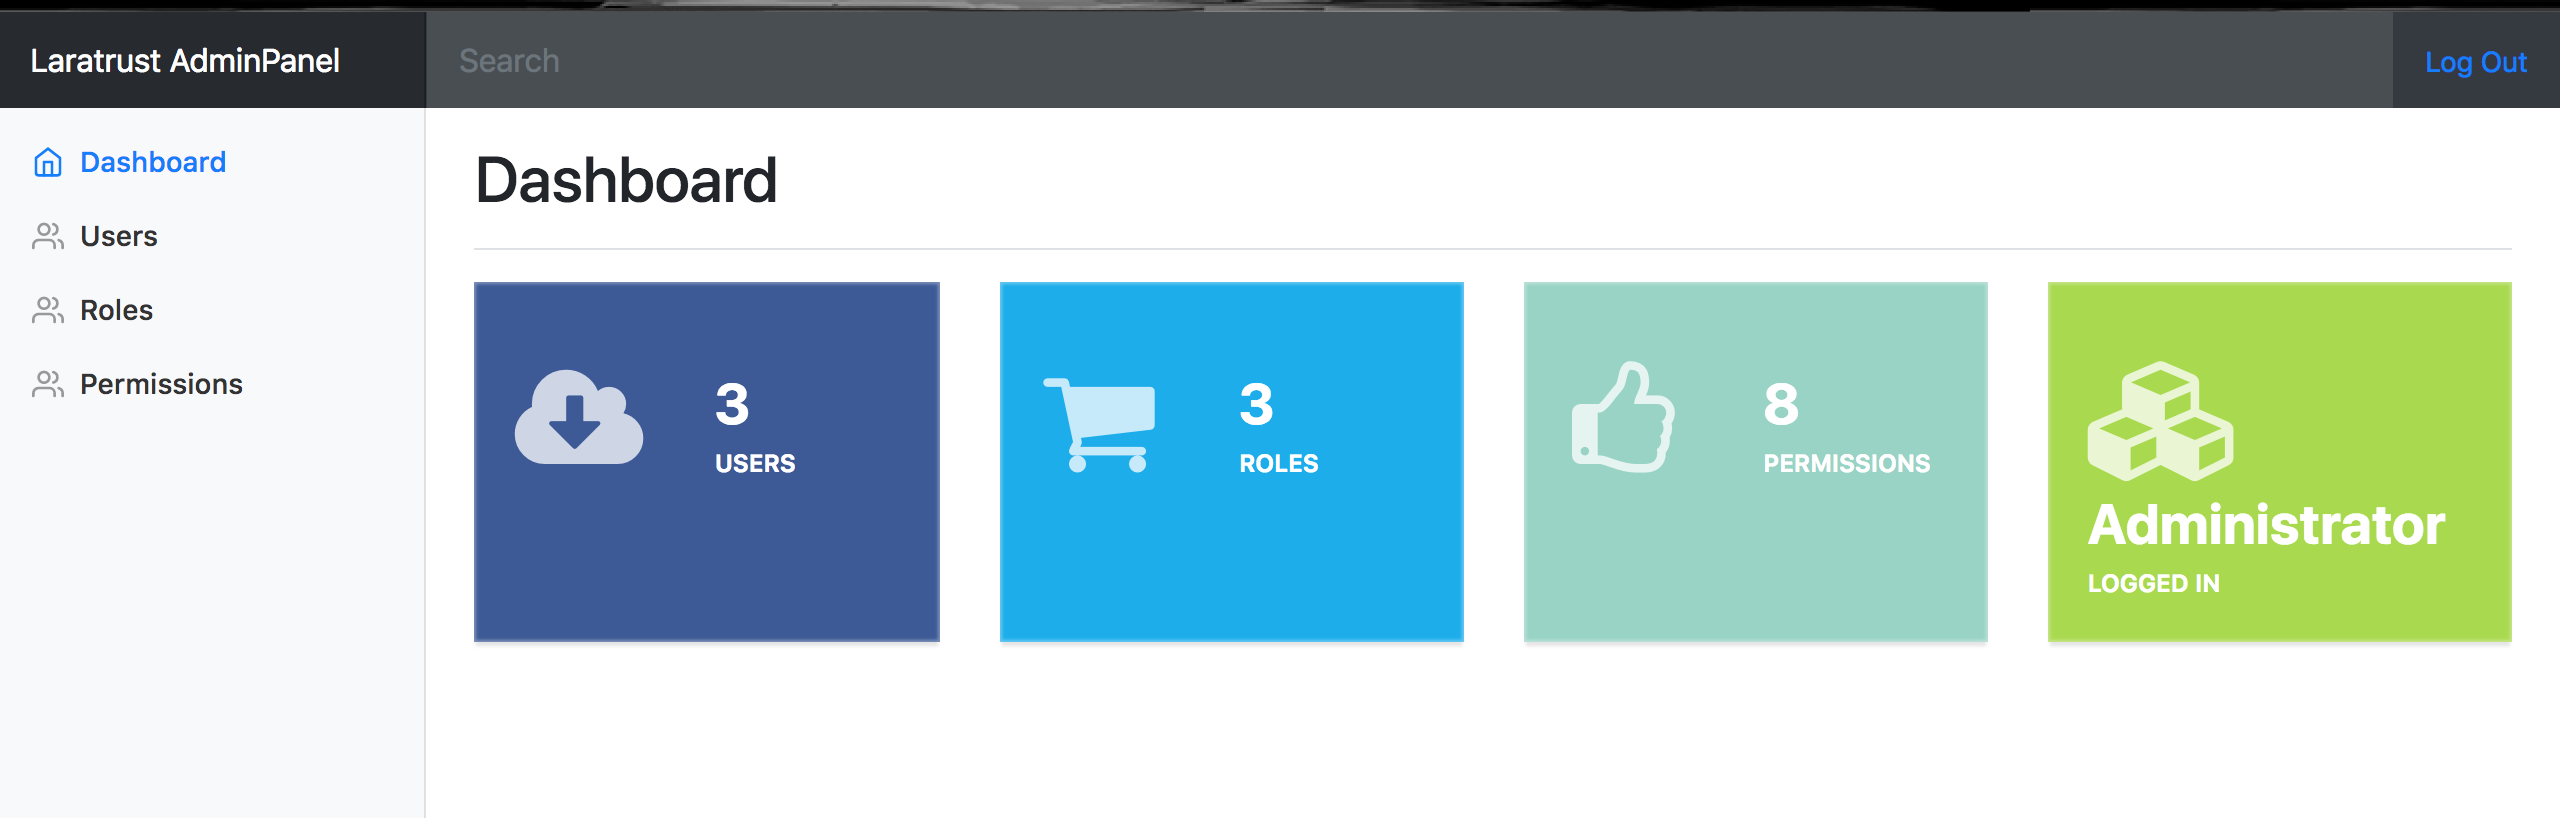 Laratrust AdminPanel
Search
Log Out
Dashboard
Users
Roles
Permissions
Dashboard
3
USERS
3
ROLES
8
PERMISSIONS
Administrator
LOGGED IN